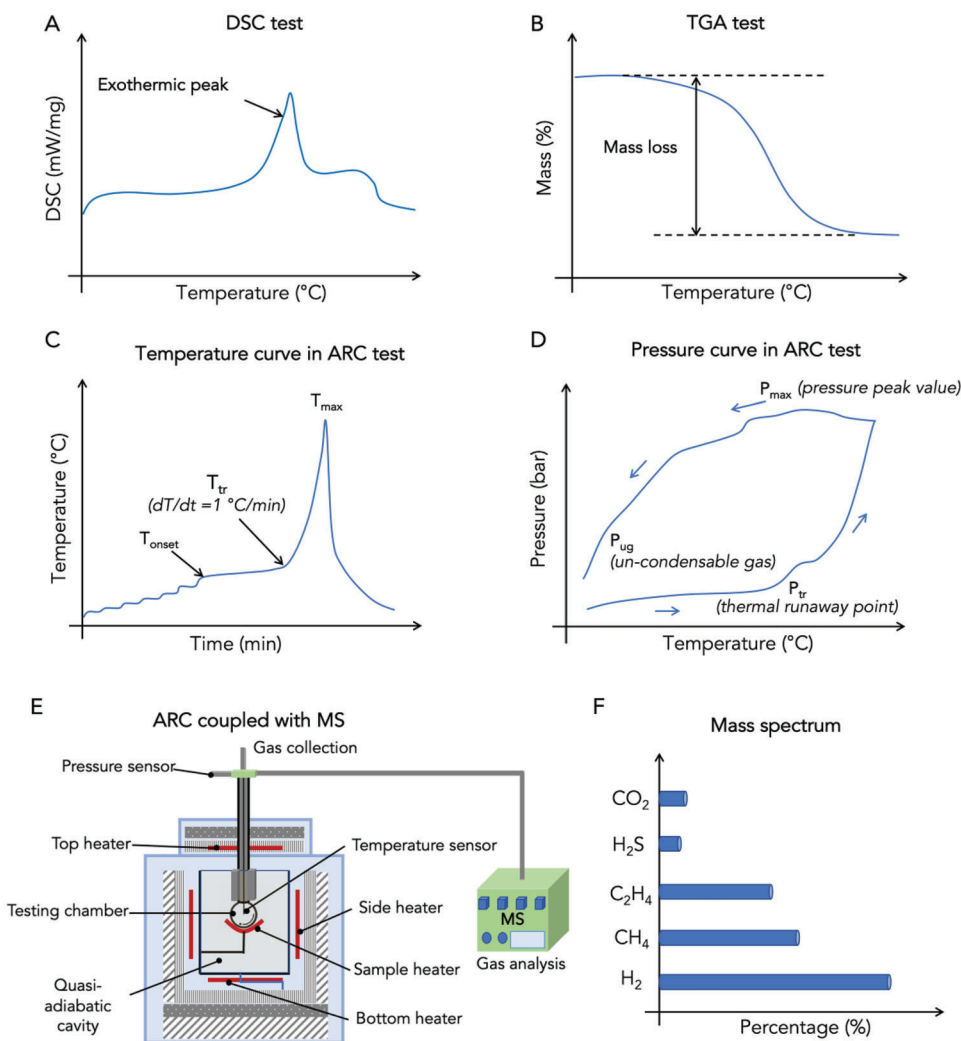 A
DSC test
Exothermic peak
DSC (mW/mg)
Temperature (°C)
B
TGA test
Mass loss
Mass (%)
Temperature (°C)
C
Temperature curve in ARC test
Tmax
Ttr
(dT/dt =1 °C/min)
Tonset
Temperature (°C)
Time (min)
D
Pressure curve in ARC test
Pmax (pressure peak value)
Pug
(un-condensable gas)
Ptr
(thermal runaway point)
Pressure (bar)
Temperature (°C)
E
ARC coupled with MS
Gas collection
Pressure sensor
Top heater
Temperature sensor
Testing chamber
Side heater
Sample heater
Quasi-
adiabatic
cavity
Bottom heater
MS
Gas analysis
F
Mass spectrum
CO2
H2S
C2H4
CH4
H2
Percentage (%)